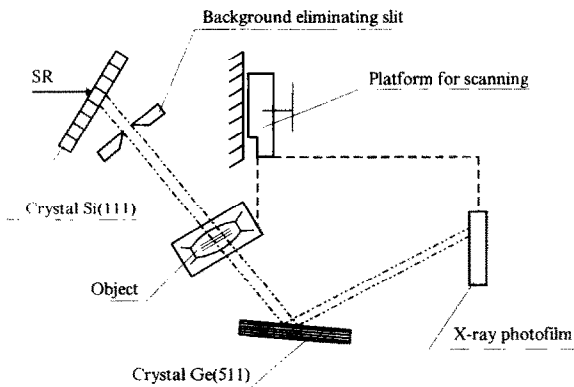 Background eliminating slit
SR
Platform for scanning
Crystal Si(111)
Object
X-ray photofilm
Crystal Ge(511)